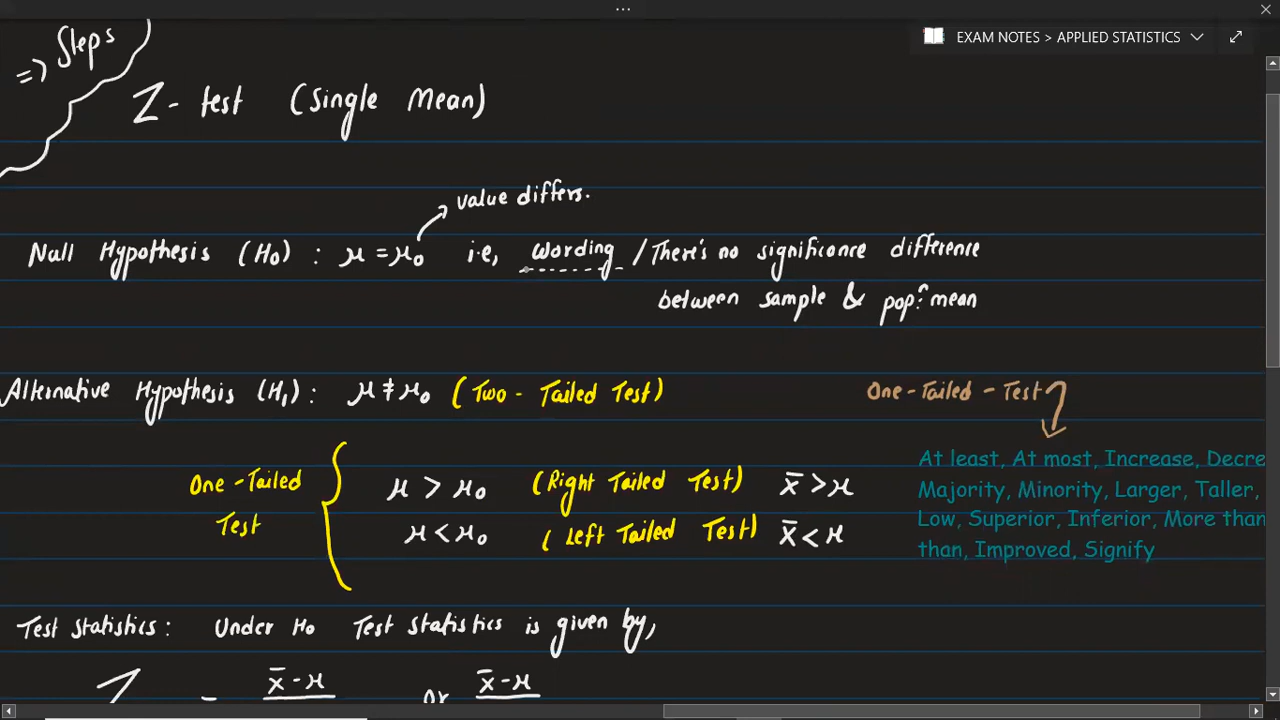 EXAM NOTES > APPLIED STATISTICS
=> Steps
Z- test (Single Mean)
value differs.
Null Hypothesis (H₀) : μ = μ₀ i.e, wording / There's no significance difference
between sample & popⁿ. mean
Alternative Hypothesis (H₁): μ ≠ μ₀ (Two - Tailed Test)
One-Tailed - Test
One -Tailed Test
μ > μ₀ (Right Tailed Test) x̄ > μ
μ < μ₀ (Left Tailed Test) x̄ < μ
At least, At most, Increase, Decre
Majority, Minority, Larger, Taller,
Low, Superior, Inferior, More than
than, Improved, Signify
Test statistics: Under H₀ Test statistics is given by,
Z = x̄ - μ or x̄ - μ